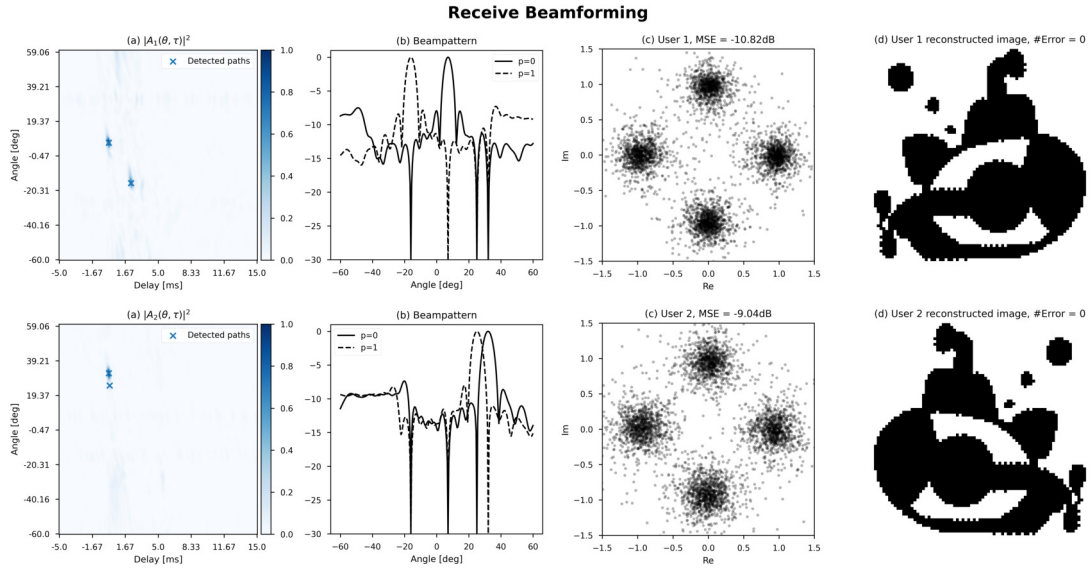 Receive Beamforming
(a) |A₁(θ, τ)|²
Detected paths
59.06
39.21
19.37
-0.47
-20.31
-40.16
-60.0
Angle [deg]
-5.0 -1.67 1.67 5.0 8.33 11.67 15.0
Delay [ms]
1.0
0.8
0.6
0.4
0.2
0.0
(b) Beampattern
p=0
p=1
0
−5
−10
−15
−20
−25
−30
−60 −40 −20 0 20 40 60
Angle [deg]
(c) User 1, MSE = -10.82dB
1.5
1.0
0.5
0.0
−0.5
−1.0
−1.5
Im
−1.5 −1.0 −0.5 0.0 0.5 1.0 1.5
Re
(d) User 1 reconstructed image, #Error = 0
(a) |A₂(θ, τ)|²
Detected paths
59.06
39.21
19.37
-0.47
-20.31
-40.16
-60.0
Angle [deg]
-5.0 -1.67 1.67 5.0 8.33 11.67 15.0
Delay [ms]
1.0
0.8
0.6
0.4
0.2
0.0
(b) Beampattern
p=0
p=1
0
−5
−10
−15
−20
−25
−30
−60 −40 −20 0 20 40 60
Angle [deg]
(c) User 2, MSE = -9.04dB
1.5
1.0
0.5
0.0
−0.5
−1.0
−1.5
Im
−1.5 −1.0 −0.5 0.0 0.5 1.0 1.5
Re
(d) User 2 reconstructed image, #Error = 0